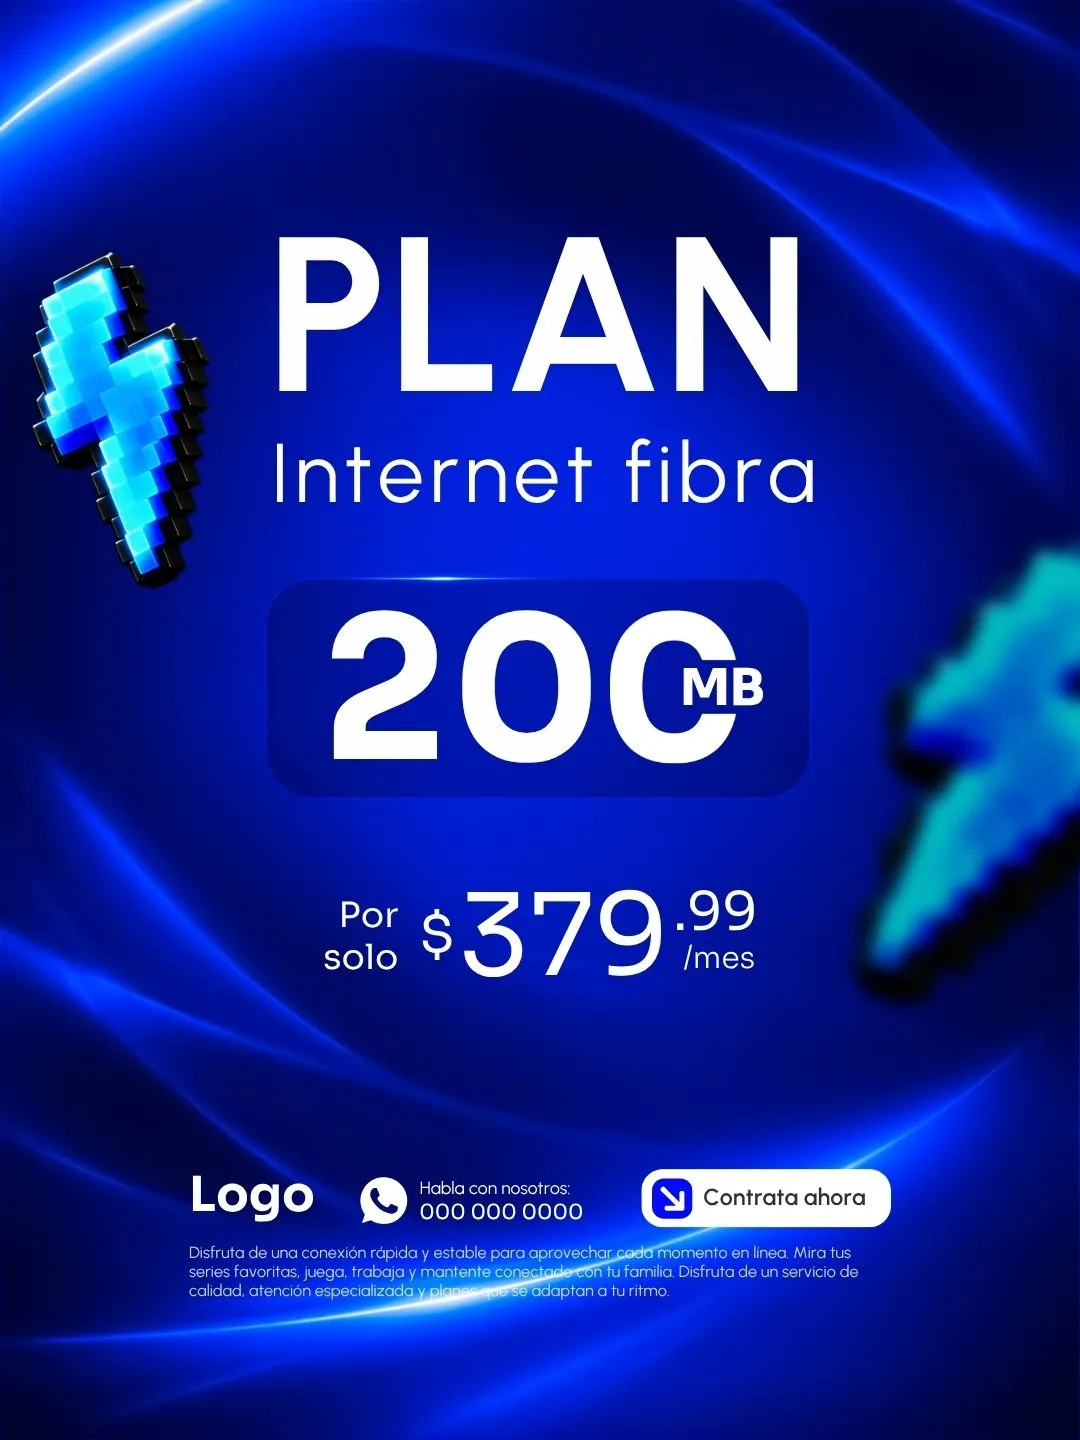 PLAN
Internet fibra
200 MB
Por solo $379.99 /mes
Logo
Habla con nosotros:
000 000 0000
Contrata ahora
Disfruta de una conexión rápida y estable para aprovechar cada momento en línea. Mira tus
series favoritas, juega, trabaja y mantente conectado con tu familia. Disfruta de un servicio de
calidad, atención especializada y planes que se adaptan a tu ritmo.